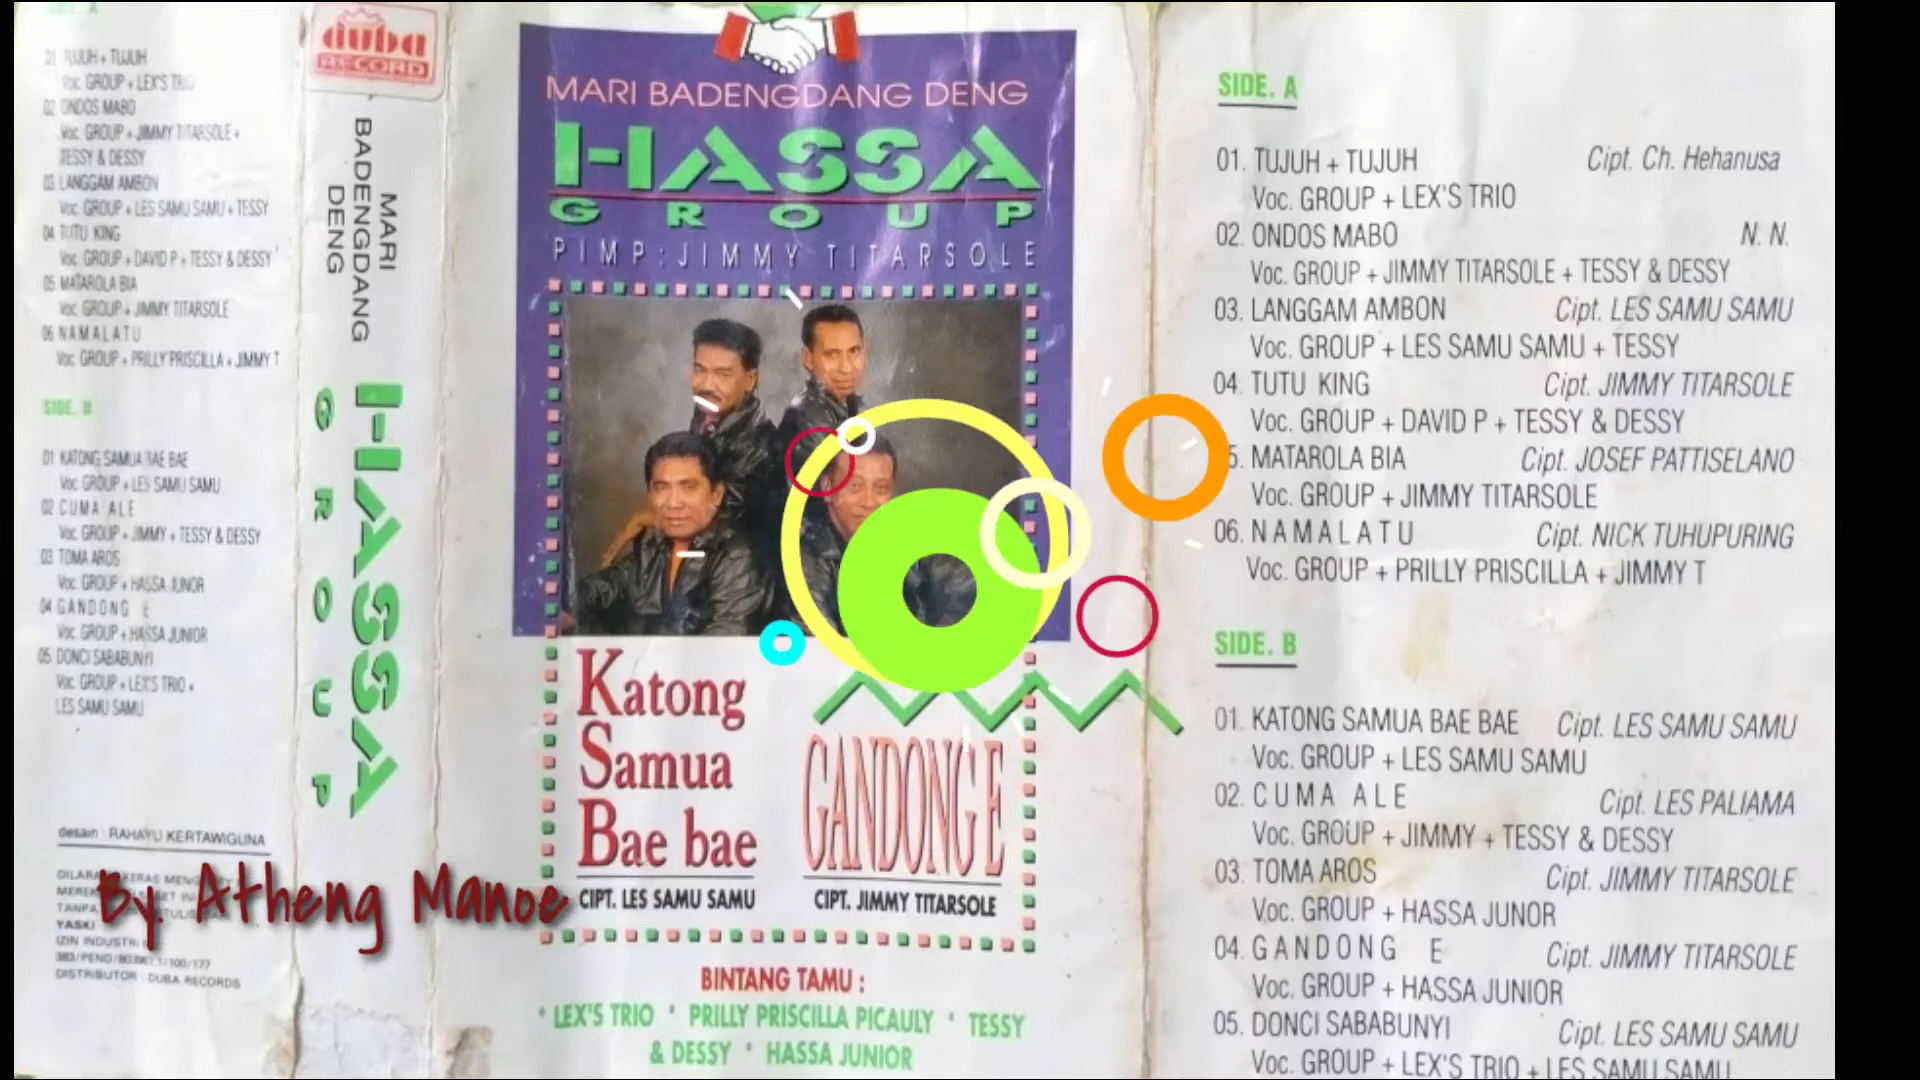 SIDE. A
01 TUJUH + TUJUH
Voc. GROUP + LEX'S TRIO
02 ONDOS MABO
Voc. GROUP + JIMMY TITARSOLE +
TESSY & DESSY
03 LANGGAM AMBON
Voc. GROUP + LES SAMU SAMU + TESSY
04 TUTU KING
Voc. GROUP + DAVID P + TESSY & DESSY
05 MATAROLA BIA
Voc. GROUP + JIMMY TITARSOLE
06 NAMALATU
Voc. GROUP + PRILLY PRISCILLA + JIMMY T
SIDE. B
01 KATONG SAMUA BAE BAE
Voc. GROUP + LES SAMU SAMU
02 CUMA ALE
Voc. GROUP + JIMMY + TESSY & DESSY
03 TOMA AROS
Voc. GROUP + HASSA JUNOR
04 GANDONG E
Voc. GROUP + HASSA JUNIOR
05 DONCI SABABUNYI
Voc. GROUP + LEX'S TRIO +
LES SAMU SAMU
desain : RAHAYU KERTAWIGUNA
YASKI
IZIN INDUSTRI
DISTRIBUTOR : DUBA RECORDS
By. Atheng Manoe
duba
RECORD
MARI
BADENGDANG
DENG
HASSA
GROUP
MARI BADENGDANG DENG
HASSA
GROUP
PIMP : JIMMY TITARSOLE
Katong
Samua
Bae bae
CIPT. LES SAMU SAMU
GANDONG E
CIPT. JIMMY TITARSOLE
BINTANG TAMU :
* LEX'S TRIO * PRILLY PRISCILLA PICAULY * TESSY
& DESSY * HASSA JUNIOR
SIDE. A
01. TUJUH + TUJUH Cipt. Ch. Hehanusa
Voc. GROUP + LEX'S TRIO
02. ONDOS MABO N. N.
Voc. GROUP + JIMMY TITARSOLE + TESSY & DESSY
03. LANGGAM AMBON Cipt. LES SAMU SAMU
Voc. GROUP + LES SAMU SAMU + TESSY
04. TUTU KING Cipt. JIMMY TITARSOLE
Voc. GROUP + DAVID P + TESSY & DESSY
5. MATAROLA BIA Cipt. JOSEF PATTISELANO
Voc. GROUP + JIMMY TITARSOLE
06. NAMALATU Cipt. NICK TUHUPURING
Voc. GROUP + PRILLY PRISCILLA + JIMMY T
SIDE. B
01. KATONG SAMUA BAE BAE Cipt. LES SAMU SAMU
Voc. GROUP + LES SAMU SAMU
02. CUMA ALE Cipt. LES PALIAMA
Voc. GROUP + JIMMY + TESSY & DESSY
03. TOMA AROS Cipt. JIMMY TITARSOLE
Voc. GROUP + HASSA JUNOR
04. GANDONG E Cipt. JIMMY TITARSOLE
Voc. GROUP + HASSA JUNIOR
05. DONCI SABABUNYI Cipt. LES SAMU SAMU
Voc. GROUP + LEX'S TRIO + LES SAMU SAMU